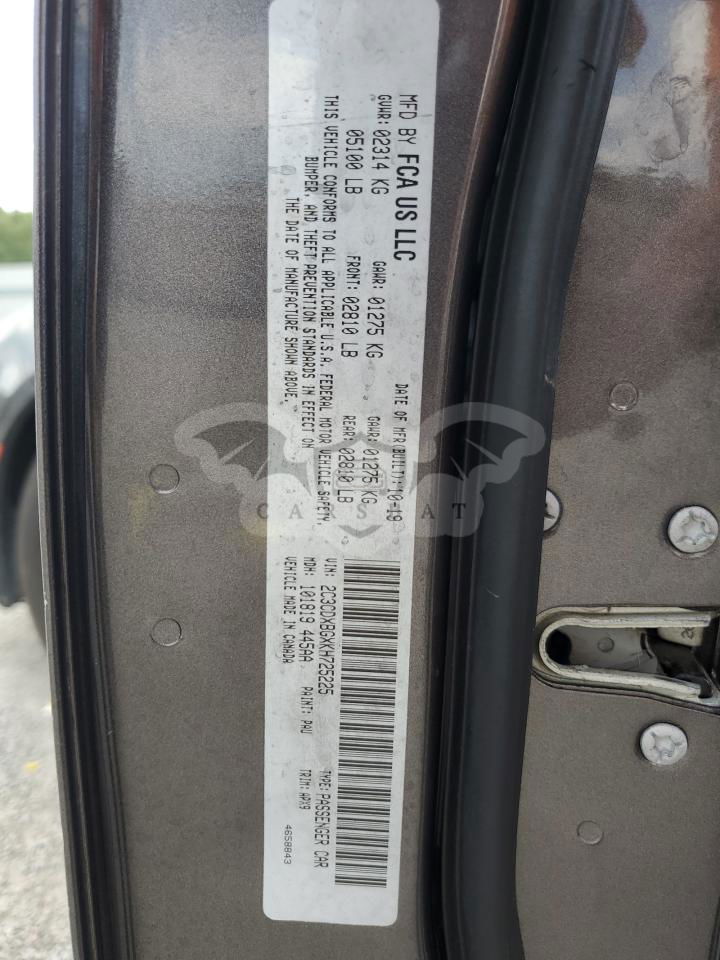 MFD BY FCA US LLC
DATE OF MFR(BUILT): 10-19
GVWR: 02314 KG GAWR: 01275 KG GAWR: 01275 KG
05100 LB FRONT: 02810 LB REAR: 02810 LB
THIS VEHICLE CONFORMS TO ALL APPLICABLE U.S.A. FEDERAL MOTOR VEHICLE SAFETY,
BUMPER, AND THEFT PREVENTION STANDARDS IN EFFECT ON
THE DATE OF MANUFACTURE SHOWN ABOVE.
VIN: 2C3CDXBGXKH725225 TYPE: PASSENGER CAR
MDH: 101819 445AA PAINT: PAU TRIM: APX9
VEHICLE MADE IN CANADA
4658843